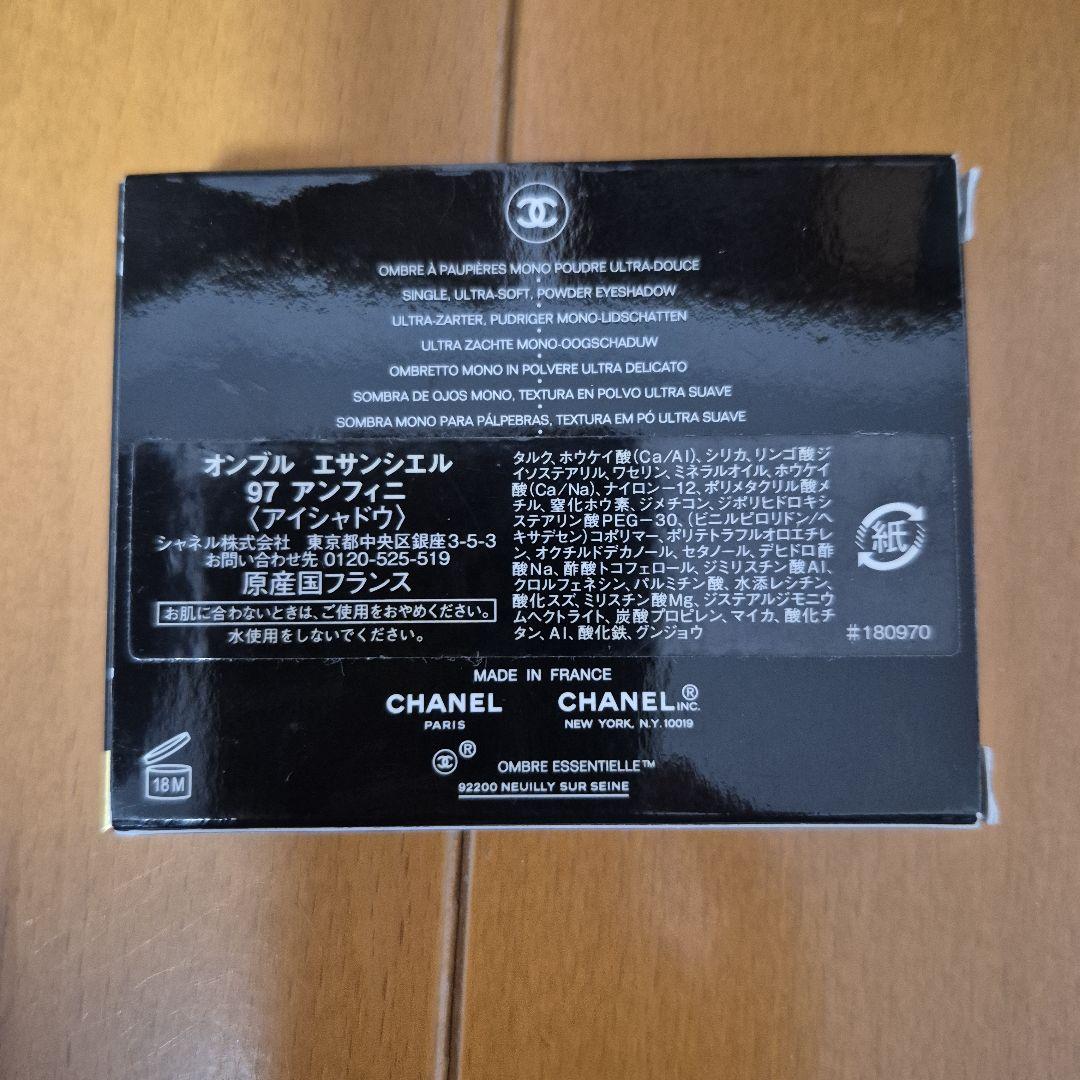 OMBRE À PAUPIÈRES MONO POUDRE ULTRA-DOUCE
SINGLE, ULTRA-SOFT, POWDER EYESHADOW
ULTRA-ZARTER, PUDRIGER MONO-LIDSCHATTEN
ULTRA ZACHTE MONO-OOGSCHADUW
OMBRETTO MONO IN POLVERE ULTRA DELICATO
SOMBRA DE OJOS MONO, TEXTURA EN POLVO ULTRA SUAVE
SOMBRA MONO PARA PÁLPEBRAS, TEXTURA EM PÓ ULTRA SUAVE
オンブル エサンシエル
97 アンフィニ
〈アイシャドウ〉
シャネル株式会社 東京都中央区銀座3-5-3
お問い合わせ先 0120-525-519
原産国フランス
お肌に合わないときは、ご使用をおやめください。
水使用をしないでください。
タルク、ホウケイ酸(Ca/Al)、シリカ、リンゴ酸ジ
イソステアリル、ワセリン、ミネラルオイル、ホウケイ
酸(Ca/Na)、ナイロン-12、ポリメタクリル酸メ
チル、窒化ホウ素、ジメチコン、ジポリヒドロキシ
ステアリン酸PEG-30、(ビニルピロリドン/ヘ
キサデセン)コポリマー、ポリテトラフルオロエチレ
ン、オクチルドデカノール、セタノール、デヒドロ酢
酸Na、酢酸トコフェロール、ジミリスチン酸Al、
クロルフェネシン、パルミチン酸、水添レシチン、
酸化スズ、ミリスチン酸Mg、ジステアルジモニウ
ムヘクトライト、炭酸プロピレン、マイカ、酸化チ
タン、Al、酸化鉄、グンジョウ
紙
#180970
MADE IN FRANCE
CHANEL CHANEL® INC.
PARIS NEW YORK, N.Y. 10019
® OMBRE ESSENTIELLE™
92200 NEUILLY SUR SEINE
18M